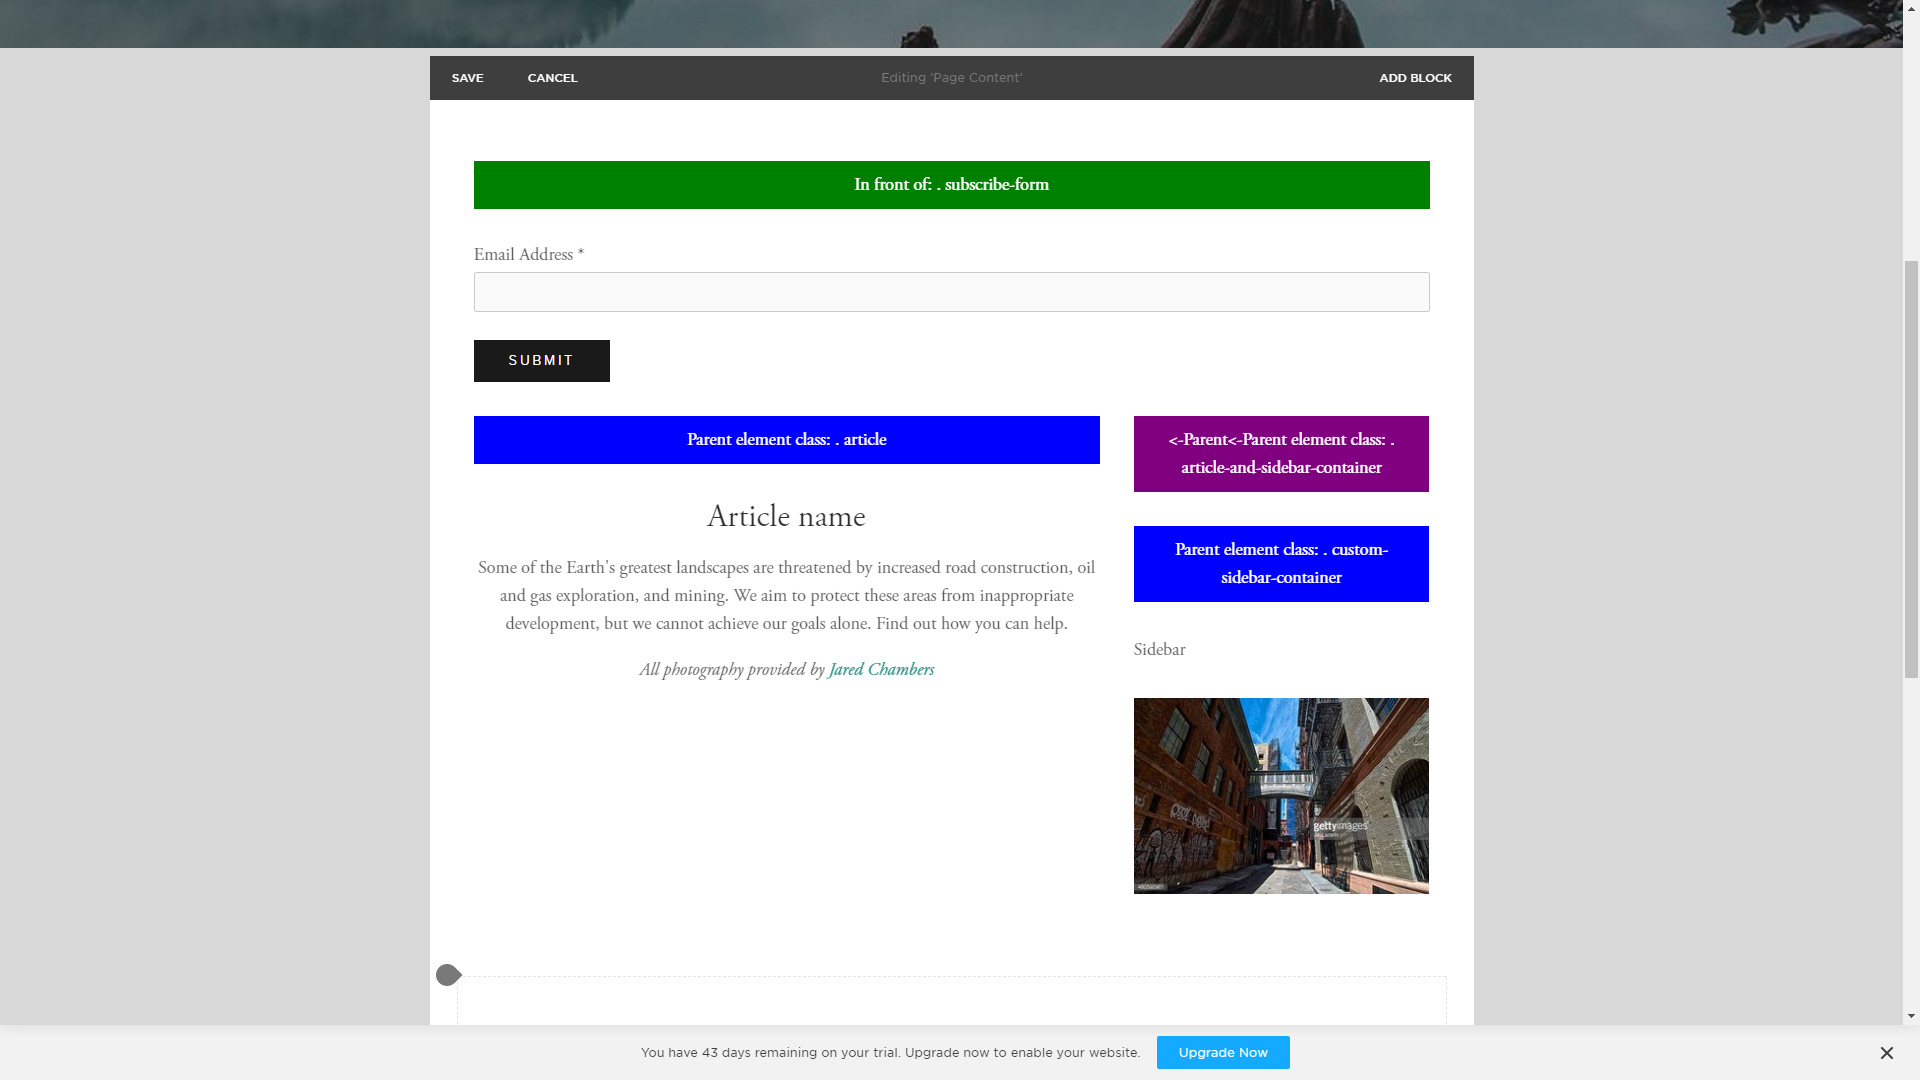 SAVE CANCEL Editing 'Page Content' ADD BLOCK
In front of: . subscribe-form
Email Address *
SUBMIT
Parent element class: . article
Article name
Some of the Earth's greatest landscapes are threatened by increased road construction, oil
and gas exploration, and mining. We aim to protect these areas from inappropriate
development, but we cannot achieve our goals alone. Find out how you can help.
All photography provided by Jared Chambers
<-Parent<-Parent element class: .
article-and-sidebar-container
Parent element class: . custom-
sidebar-container
Sidebar
gettyimages
You have 43 days remaining on your trial. Upgrade now to enable your website. Upgrade Now